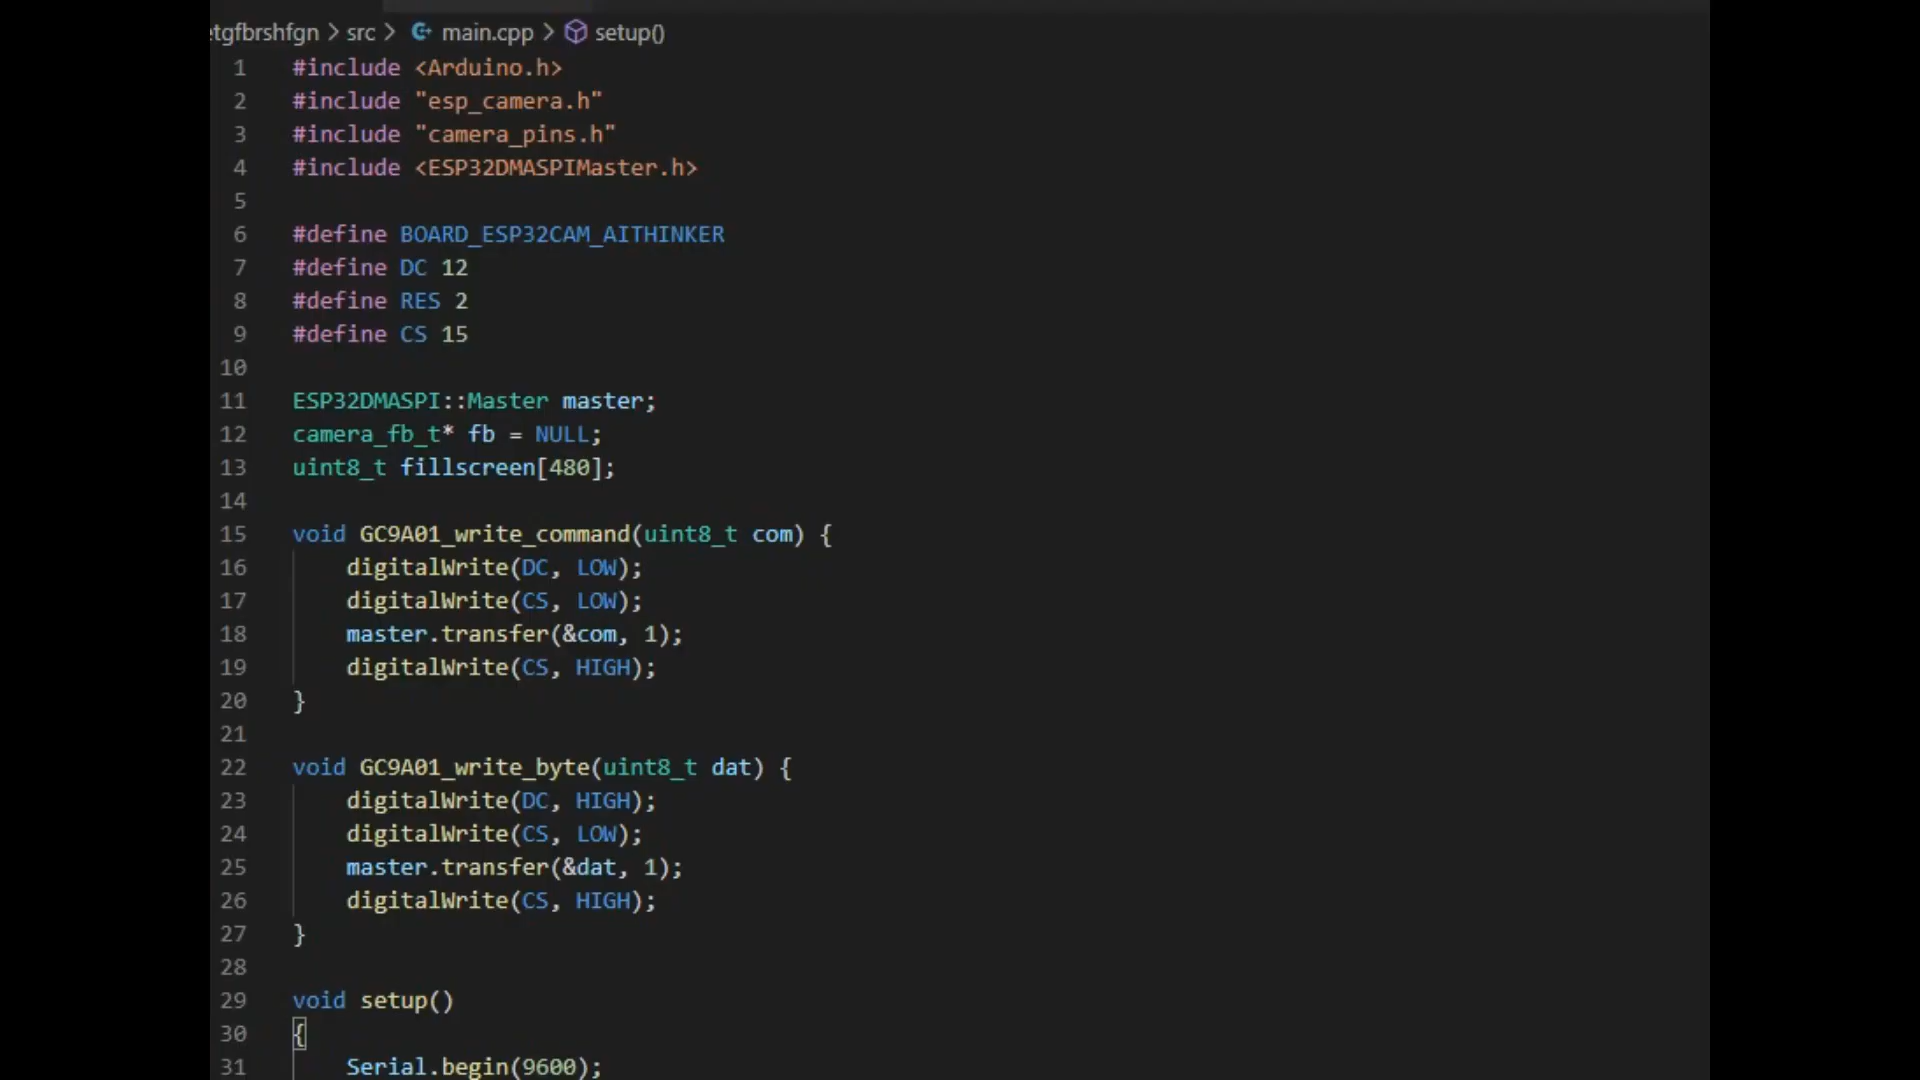 etgfbrshfgn > src > main.cpp > setup()
1 #include <Arduino.h>
2 #include "esp_camera.h"
3 #include "camera_pins.h"
4 #include <ESP32DMASPIMaster.h>
5
6 #define BOARD_ESP32CAM_AITHINKER
7 #define DC 12
8 #define RES 2
9 #define CS 15
10
11 ESP32DMASPI::Master master;
12 camera_fb_t* fb = NULL;
13 uint8_t fillscreen[480];
14
15 void GC9A01_write_command(uint8_t com) {
16     digitalWrite(DC, LOW);
17     digitalWrite(CS, LOW);
18     master.transfer(&com, 1);
19     digitalWrite(CS, HIGH);
20 }
21
22 void GC9A01_write_byte(uint8_t dat) {
23     digitalWrite(DC, HIGH);
24     digitalWrite(CS, LOW);
25     master.transfer(&dat, 1);
26     digitalWrite(CS, HIGH);
27 }
28
29 void setup()
30 {
31     Serial.begin(9600);